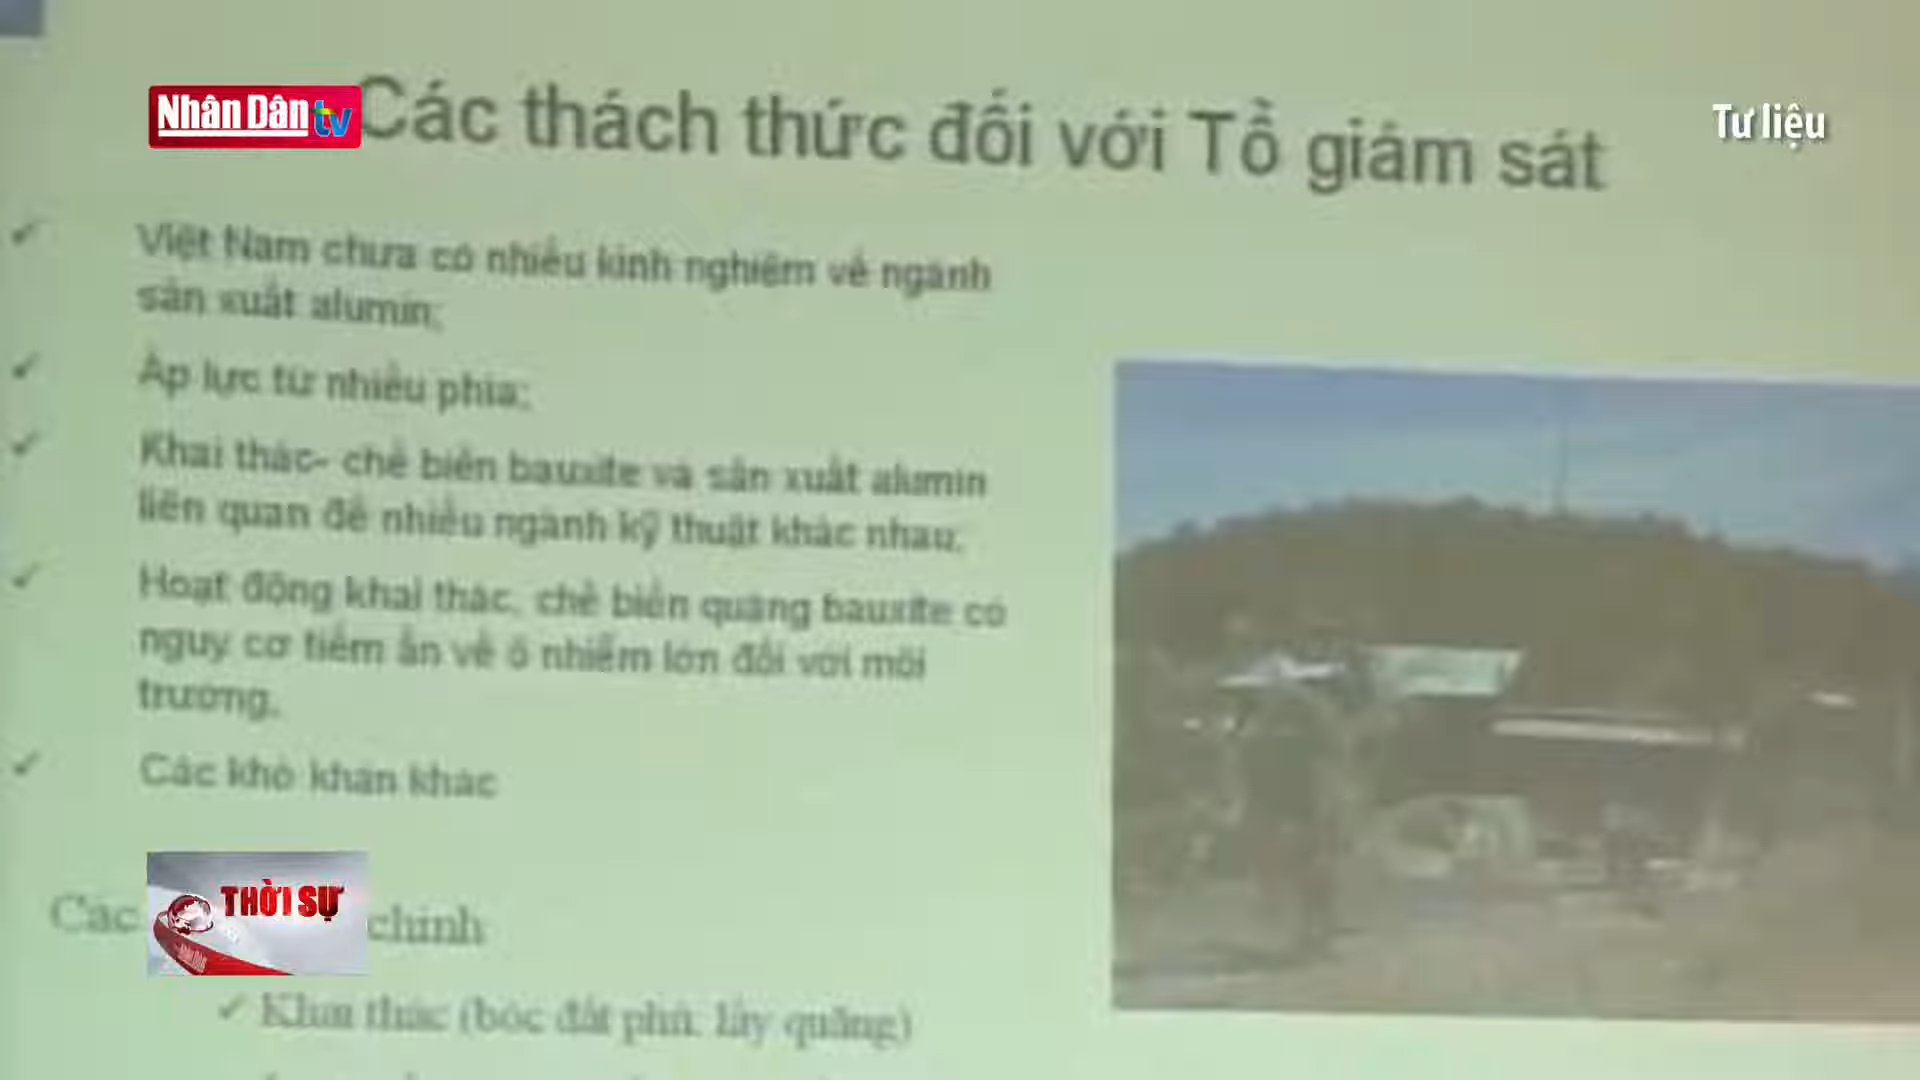 Nhân Dân tv
Tư liệu
Các thách thức đối với Tổ giám sát
Việt Nam chưa có nhiều kinh nghiệm về ngành
sản xuất alumin;
Áp lực từ nhiều phía;
Khai thác- chế biến bauxite và sản xuất alumin
liên quan đế nhiều ngành kỹ thuật khác nhau;
Hoạt động khai thác, chế biến quặng bauxite có
nguy cơ tiềm ẩn về ô nhiễm lớn đối với môi
trường.
Các khó khăn khác
Các
chính
THỜI SỰ
Khai thác (bóc đất phủ, lấy quặng)